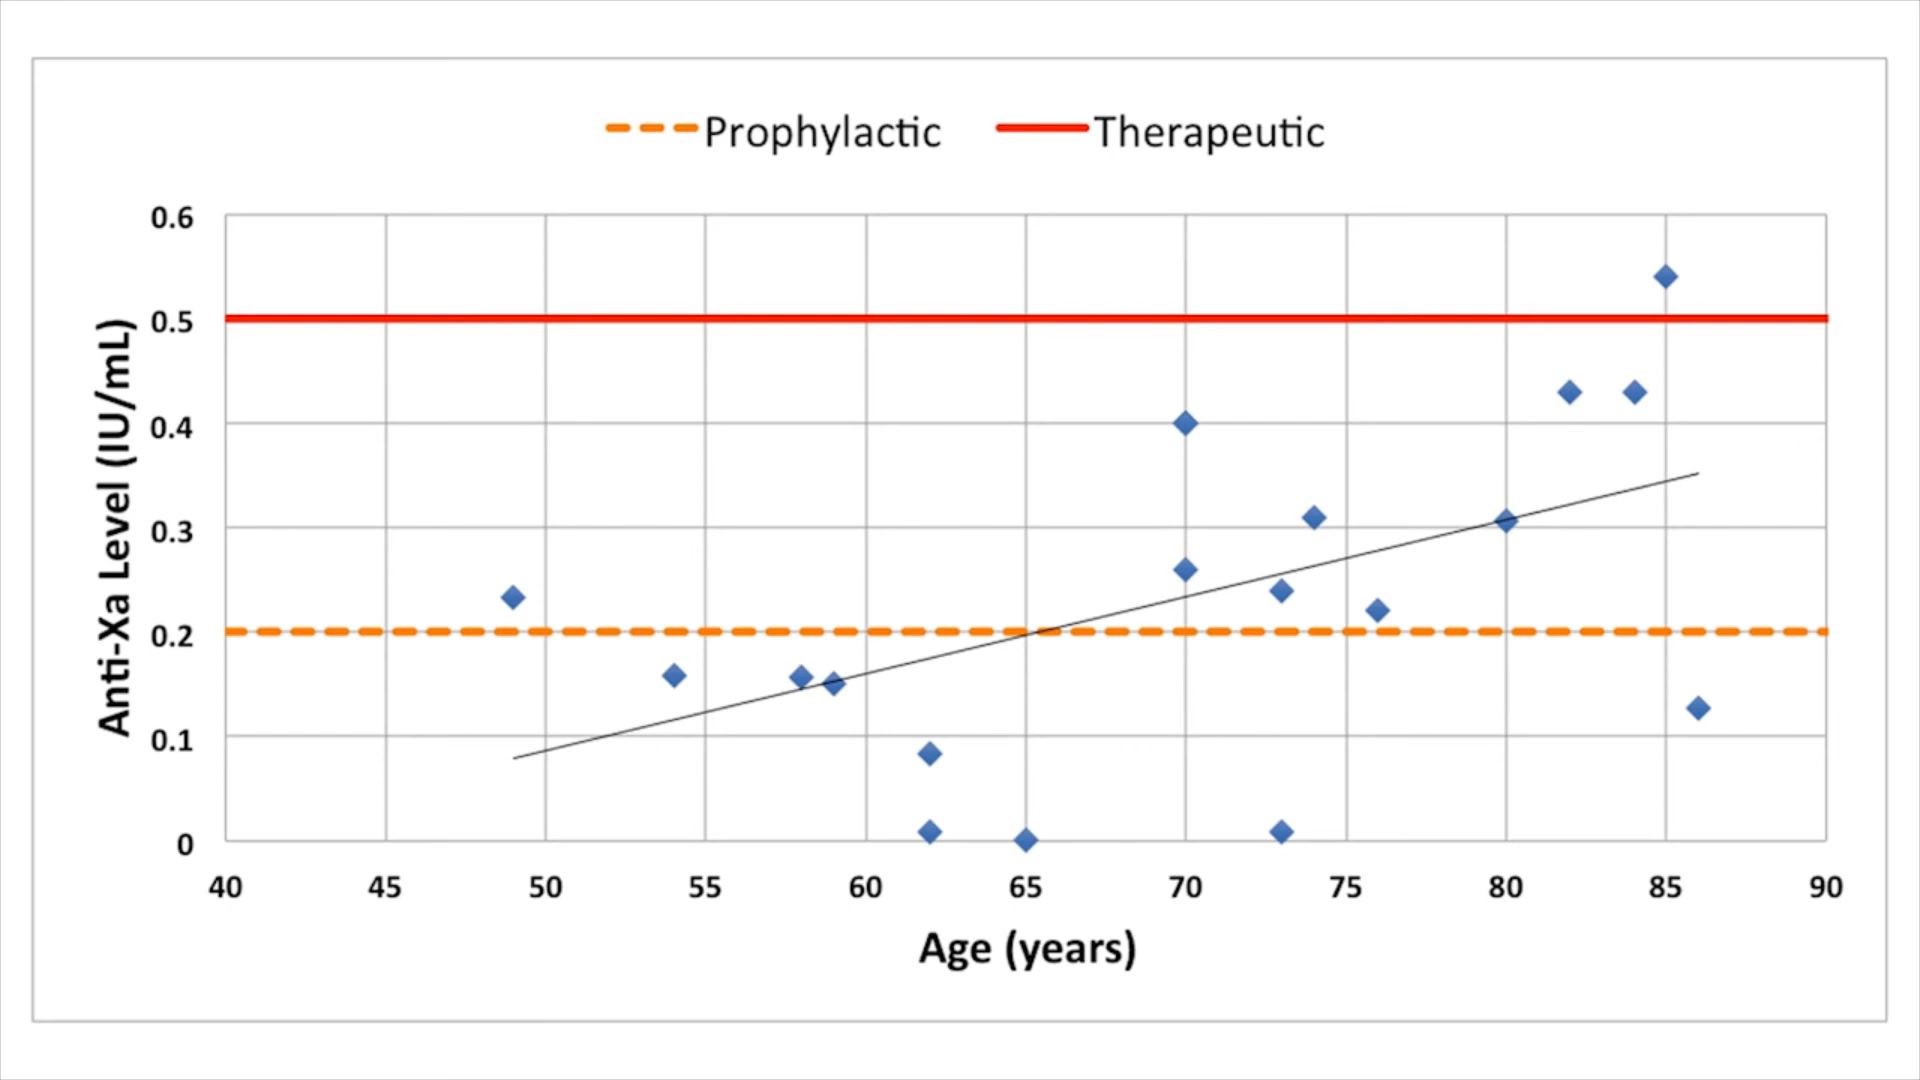 Prophylactic Therapeutic
0.6
0.5
0.4
0.3
0.2
0.1
0
Anti-Xa Level (IU/mL)
40 45 50 55 60 65 70 75 80 85 90
Age (years)